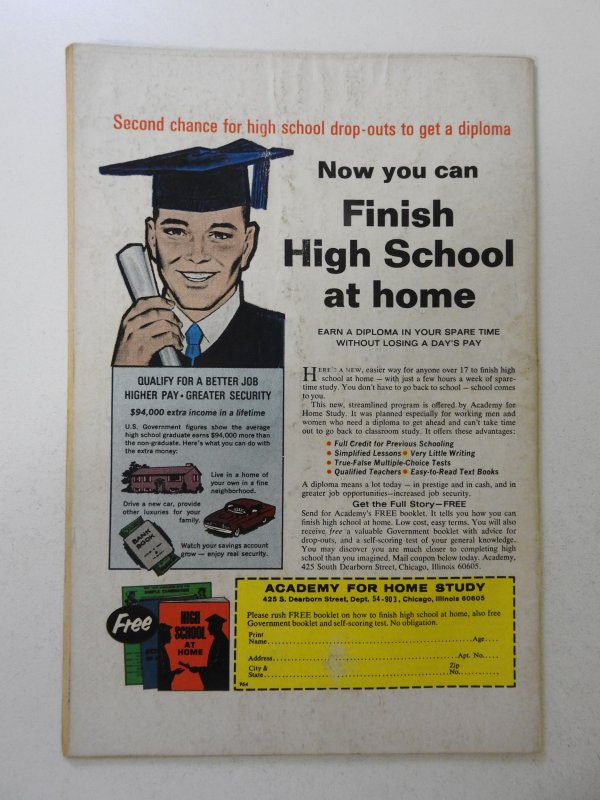 Second chance for high school drop-outs to get a diploma
Now you can
Finish
High School
at home
EARN A DIPLOMA IN YOUR SPARE TIME
WITHOUT LOSING A DAY'S PAY
HERE'S A NEW, easier way for anyone over 17 to finish high
school at home – with just a few hours a week of spare-
time study. You don't have to go back to school – school comes
to you.
This new, streamlined program is offered by Academy for
Home Study. It was planned especially for working men and
women who need a diploma to get ahead and can't take time
out to go back to classroom study. It offers these advantages:
• Full Credit for Previous Schooling
• Simplified Lessons • Very Little Writing
• True-False Multiple-Choice Tests
• Qualified Teachers • Easy-to-Read Text Books
A diploma means a lot today – in prestige and in cash, and in
greater job opportunities–increased job security.
Get the Full Story–FREE
Send for Academy's FREE booklet. It tells you how you can
finish high school at home. Low cost, easy terms. You will also
receive free a valuable Government booklet with advice for
drop-outs, and a self-scoring test of your general knowledge.
You may discover you are much closer to completing high
school than you imagined. Mail coupon below today. Academy,
425 South Dearborn Street, Chicago, Illinois 60605.
QUALIFY FOR A BETTER JOB
HIGHER PAY • GREATER SECURITY
$94,000 extra income in a lifetime
U.S. Government figures show the average
high school graduate earns $94,000 more than
the non-graduate. Here's what you can do with
the extra money:
Live in a home of
your own in a fine
neighborhood.
Drive a new car, provide
other luxuries for your
family.
BANK
BOOK
Watch your savings account
grow – enjoy real security.
Free
SAMPLE EXAMINATION
HIGH
SCHOOL
AT
HOME
ACADEMY FOR HOME STUDY
425 S. Dearborn Street, Dept. 54-903, Chicago, Illinois 60605
Please rush FREE booklet on how to finish high school at home, also free
Government booklet and self-scoring test. No obligation.
Print
Name Age
Address Apt. No.
City & Zip
State No.
964